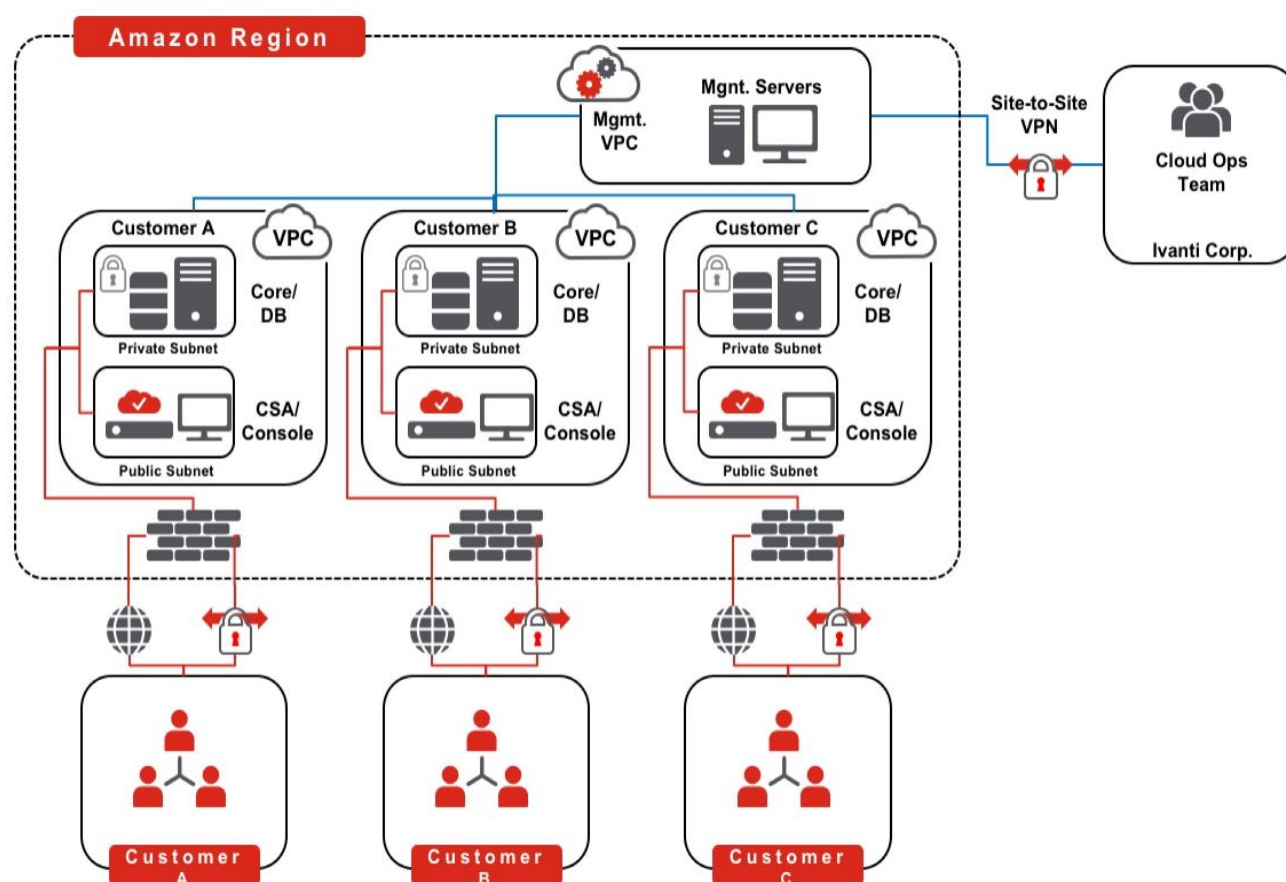 Amazon Region
Mgnt. Servers
Mgmt.
VPC
Site-to-Site
VPN
Cloud Ops
Team
Ivanti Corp.
Customer A
VPC
Core/
DB
Private Subnet
CSA/
Console
Public Subnet
Customer B
VPC
Core/
DB
Private Subnet
CSA/
Console
Public Subnet
Customer C
VPC
Core/
DB
Private Subnet
CSA/
Console
Public Subnet
Customer
A
Customer
B
Customer
C